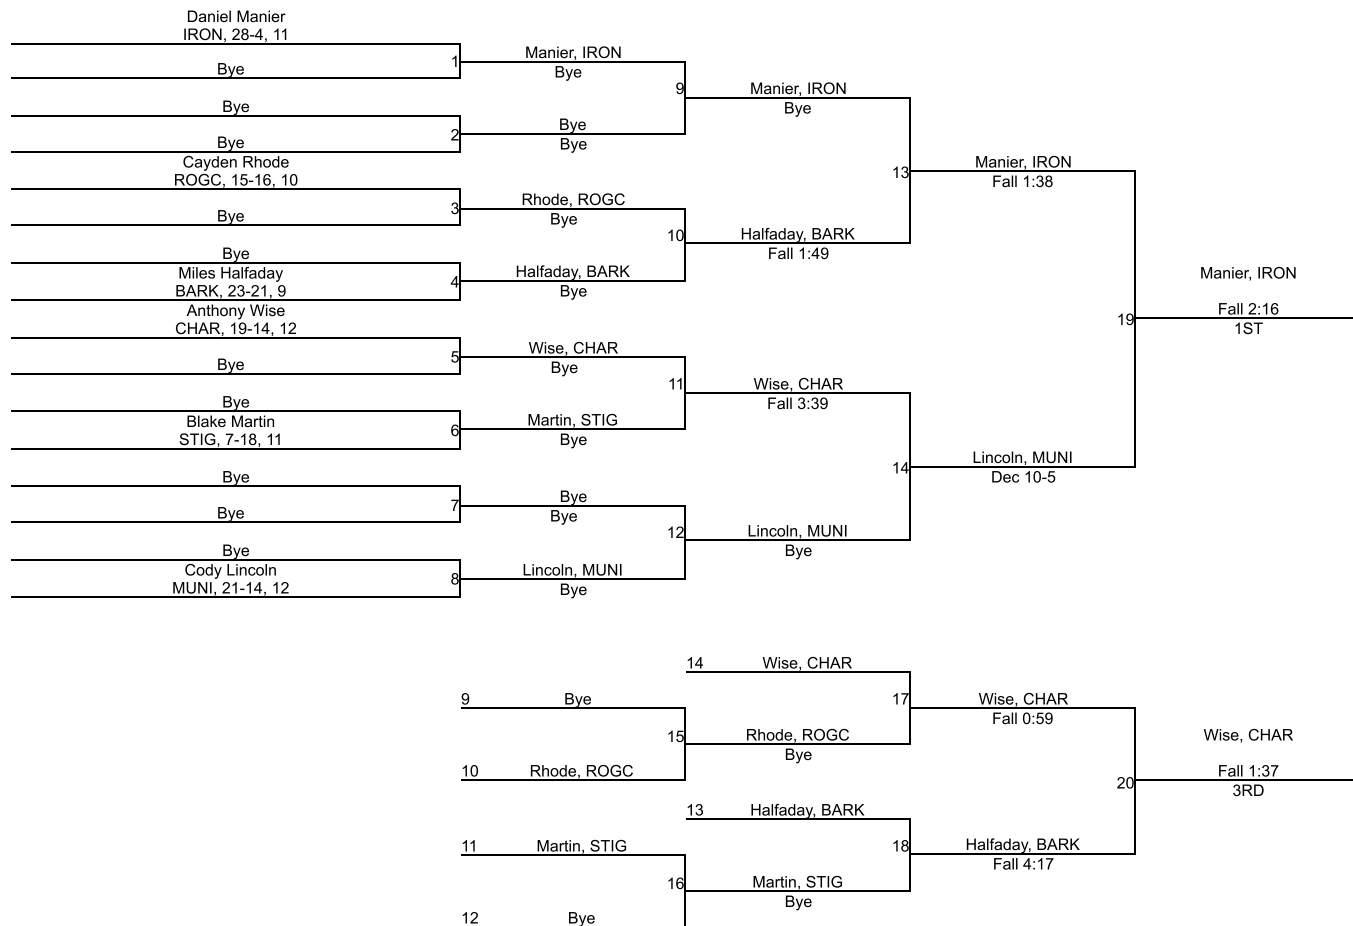 Daniel Manier
IRON, 28-4, 11
Bye
1
Bye
Bye
2
Cayden Rhode
ROGC, 15-16, 10
Bye
3
Bye
Miles Halfaday
BARK, 23-21, 9
4
Anthony Wise
CHAR, 19-14, 12
Bye
5
Bye
Blake Martin
STIG, 7-18, 11
6
Bye
Bye
7
Bye
Cody Lincoln
MUNI, 21-14, 12
8
Manier, IRON
Bye
9
Bye
Bye
Rhode, ROGC
Bye
10
Halfaday, BARK
Bye
Wise, CHAR
Bye
11
Martin, STIG
Bye
Bye
Bye
12
Lincoln, MUNI
Bye
Manier, IRON
Bye
13
Halfaday, BARK
Fall 1:49
Wise, CHAR
Fall 3:39
14
Lincoln, MUNI
Bye
Manier, IRON
Fall 1:38
19
Lincoln, MUNI
Dec 10-5
Manier, IRON
Fall 2:16
1ST
14 Wise, CHAR
9 Bye
15
10 Rhode, ROGC
Rhode, ROGC
Bye
17
Wise, CHAR
Fall 0:59
13 Halfaday, BARK
11 Martin, STIG
16
12 Bye
Martin, STIG
Bye
18
Halfaday, BARK
Fall 4:17
20
Wise, CHAR
Fall 1:37
3RD